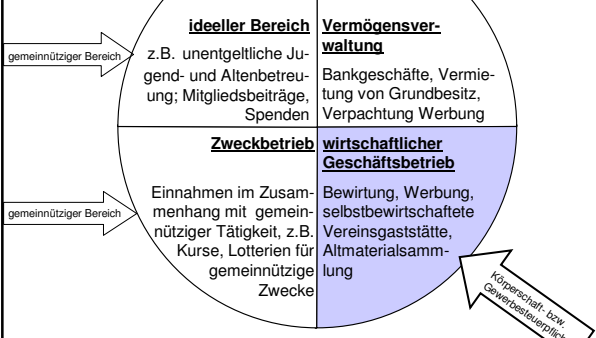 gemeinnütziger Bereich
ideeller Bereich
z.B. unentgeltliche Ju-
gend- und Altenbetreu-
ung; Mitgliedsbeiträge,
Spenden
Vermögensver-
waltung
Bankgeschäfte, Vermie-
tung von Grundbesitz,
Verpachtung Werbung
gemeinnütziger Bereich
Zweckbetrieb
Einnahmen im Zusam-
menhang mit gemein-
nütziger Tätigkeit, z.B.
Kurse, Lotterien für
gemeinnützige
Zwecke
wirtschaftlicher
Geschäftsbetrieb
Bewirtung, Werbung,
selbstbewirtschaftete
Vereinsgaststätte,
Altmaterialsamm-
lung
Körperschaft- bzw.